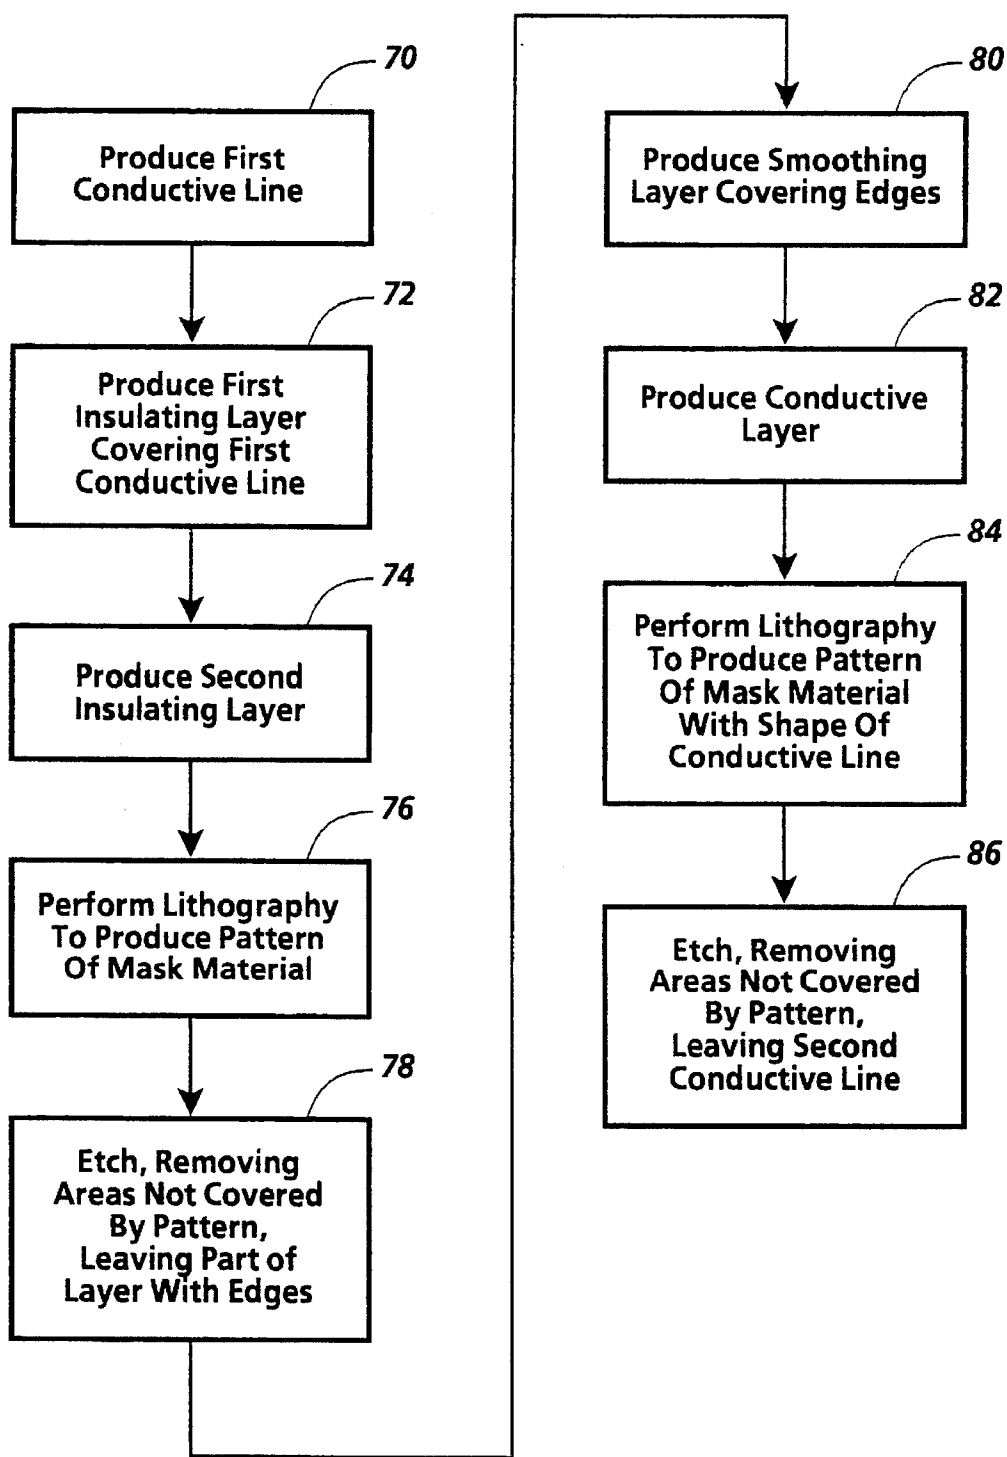 70
Produce First
Conductive Line
72
Produce First
Insulating Layer
Covering First
Conductive Line
74
Produce Second
Insulating Layer
76
Perform Lithography
To Produce Pattern
Of Mask Material
78
Etch, Removing
Areas Not Covered
By Pattern,
Leaving Part of
Layer With Edges
80
Produce Smoothing
Layer Covering Edges
82
Produce Conductive
Layer
84
Perform Lithography
To Produce Pattern
Of Mask Material
With Shape Of
Conductive Line
86
Etch, Removing
Areas Not Covered
By Pattern,
Leaving Second
Conductive Line